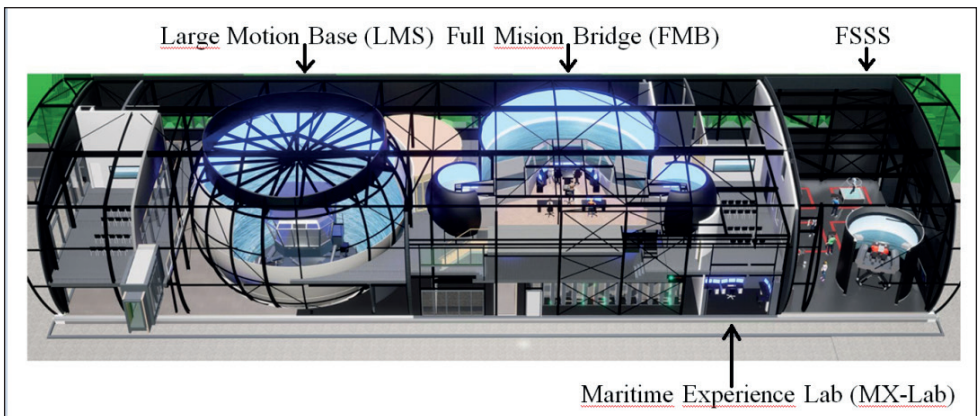 Large Motion Base (LMS) Full Mision Bridge (FMB) FSSS
Maritime Experience Lab (MX-Lab)